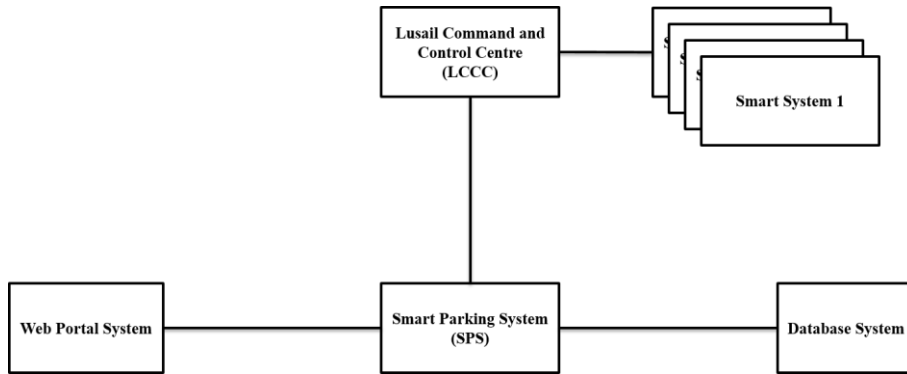 Lusail Command and
Control Centre
(LCCC)
S
S
S
Smart System 1
Web Portal System
Smart Parking System
(SPS)
Database System